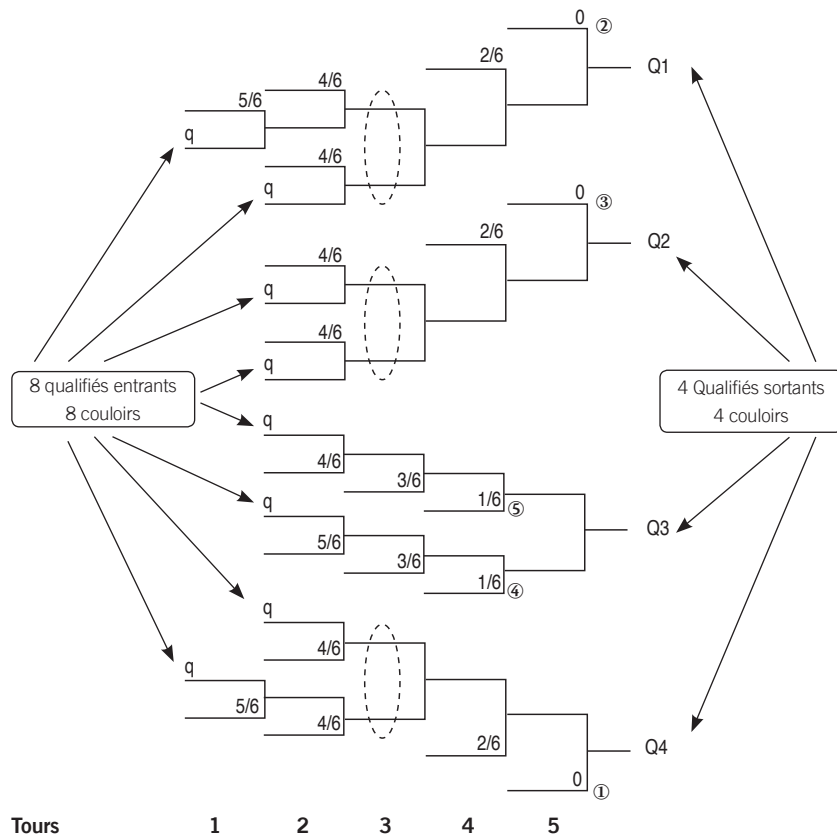 0 ②
2/6
Q1
4/6
5/6
q
4/6
q
0 ③
2/6
Q2
4/6
q
4/6
q
8 qualifiés entrants
8 couloirs
4 Qualifiés sortants
4 couloirs
q
4/6
3/6
1/6 ⑤
q
Q3
5/6
3/6
1/6 ④
q
4/6
q
5/6
4/6
2/6
Q4
0 ①
Tours 1 2 3 4 5